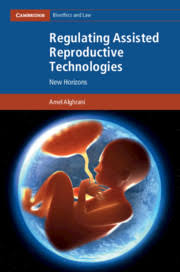 CAMBRIDGE Bioethics and Law
Regulating Assisted
Reproductive
Technologies
New Horizons
Amel Alghrani